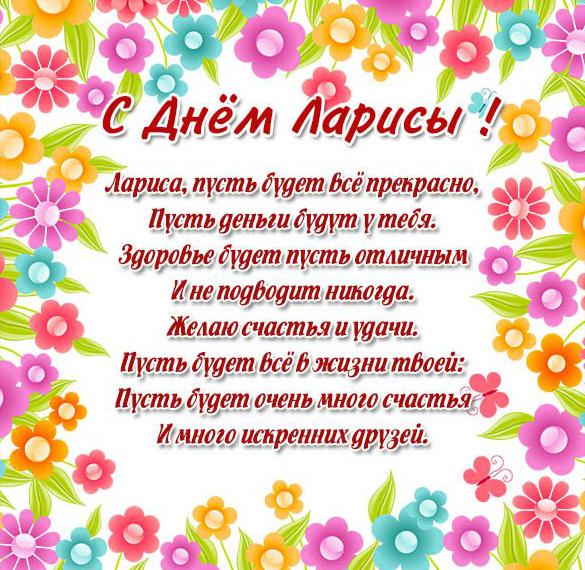 С Днём Ларисы !
Лариса, пусть будет всё прекрасно,
Пусть деньги будут у тебя.
Здоровье будет пусть отличным
И не подводит никогда.
Желаю счастья и удачи.
Пусть будет всё в жизни твоей:
Пусть будет очень много счастья
И много искренних друзей.